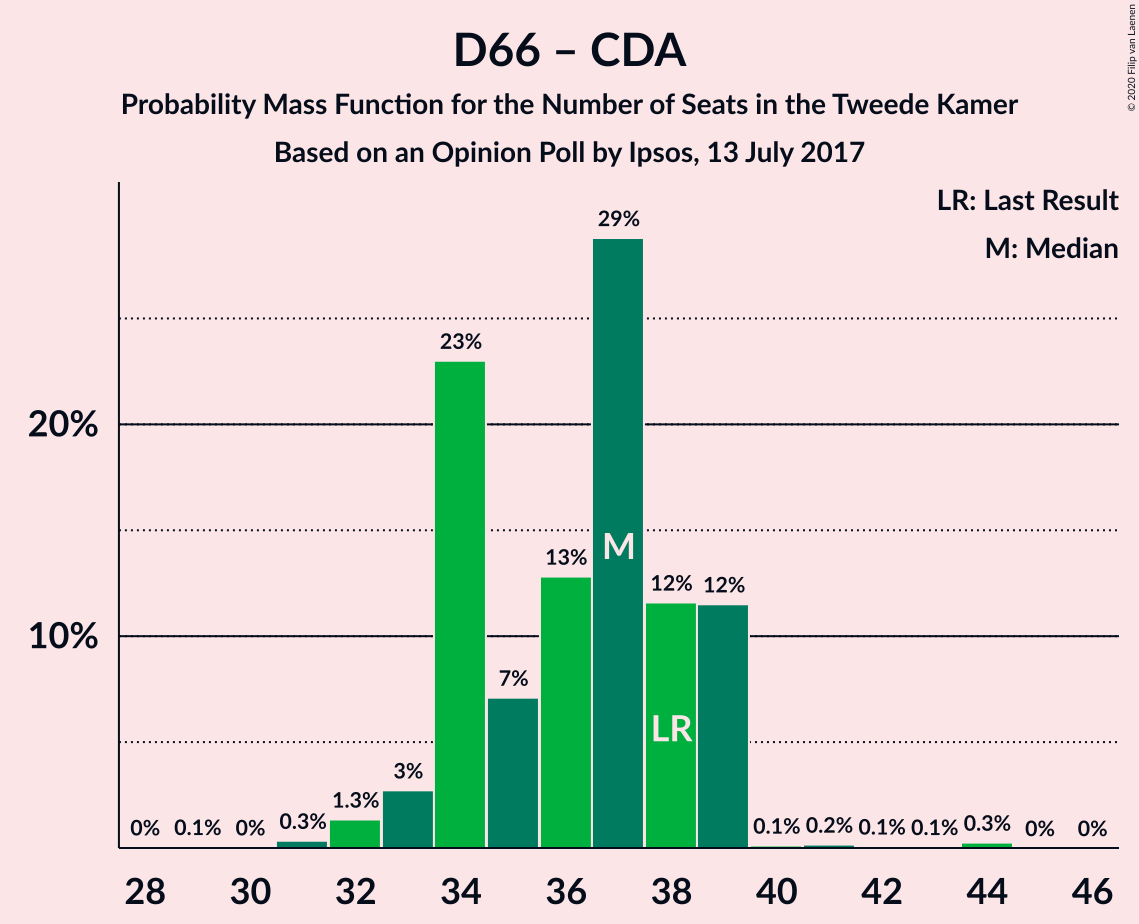 D66 – CDA
Probability Mass Function for the Number of Seats in the Tweede Kamer
Based on an Opinion Poll by Ipsos, 13 July 2017
© 2020 Filip van Laenen
LR: Last Result
M: Median
20%
10%
0% 0.1% 0% 0.3% 1.3% 3% 23% 7% 13% 29% 12% 12% 0.1% 0.2% 0.1% 0.1% 0.3% 0% 0%
M
LR
28 30 32 34 36 38 40 42 44 46